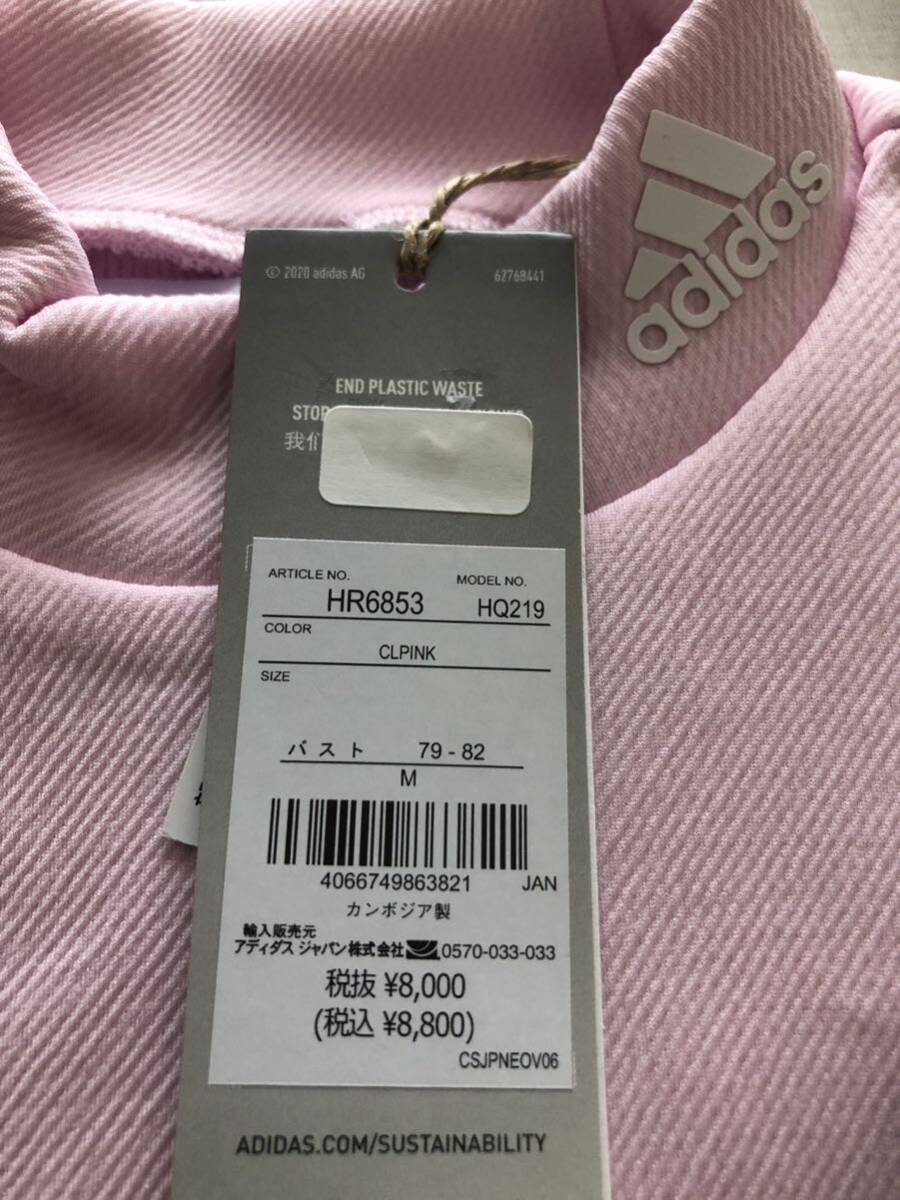 adidas
© 2020 adidas AG 62768441
END PLASTIC WASTE
我们
ARTICLE NO. MODEL NO.
HR6853 HQ219
COLOR
CLPINK
SIZE
バスト 79 - 82
M
4066749863821 JAN
カンボジア製
輸入販売元
アディダス ジャパン株式会社 0570-033-033
税抜 ¥8,000
(税込 ¥8,800)
CSJPNEOV06
ADIDAS.COM/SUSTAINABILITY